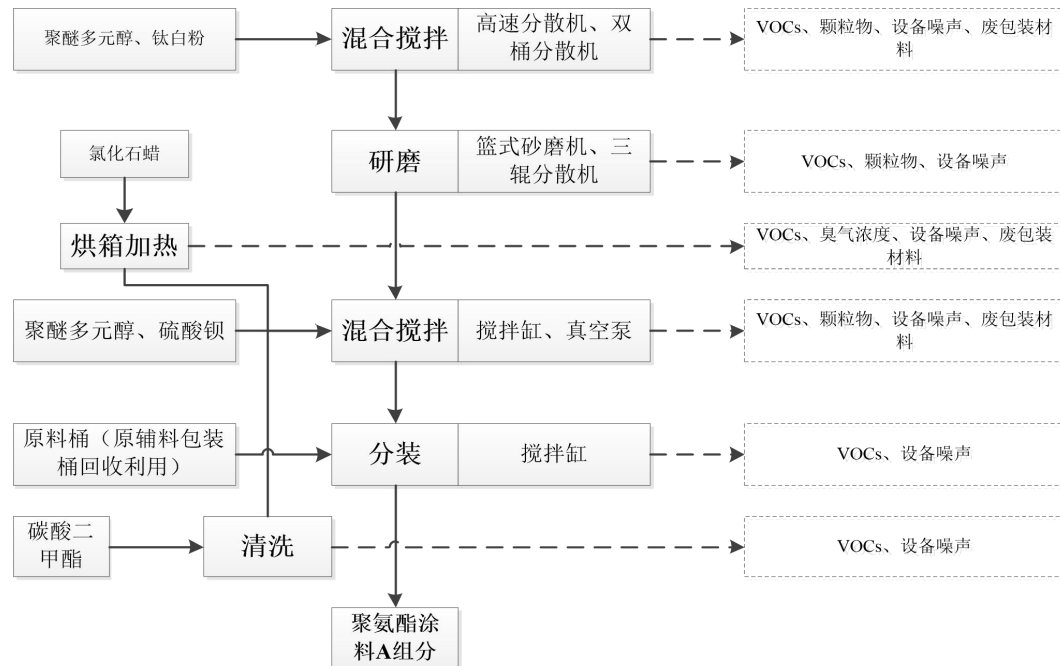 聚醚多元醇、钛白粉
混合搅拌
高速分散机、双
桶分散机
VOCs、颗粒物、设备噪声、废包装材
料
氯化石蜡
研磨
篮式砂磨机、三
辊分散机
VOCs、颗粒物、设备噪声
烘箱加热
VOCs、臭气浓度、设备噪声、废包装
材料
聚醚多元醇、硫酸钡
混合搅拌
搅拌缸、真空泵
VOCs、颗粒物、设备噪声、废包装材
料
原料桶（原辅料包装
桶回收利用）
分装
搅拌缸
VOCs、设备噪声
碳酸二
甲酯
清洗
VOCs、设备噪声
聚氨酯涂
料A组分